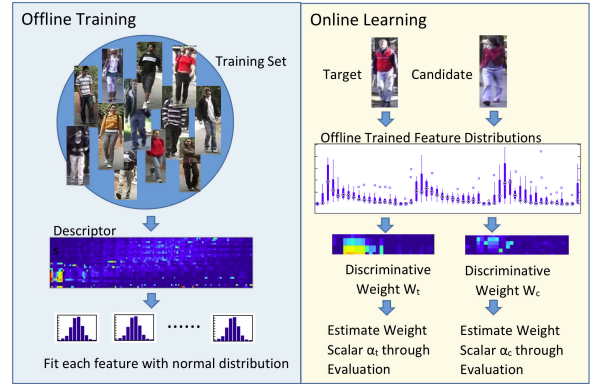 Offline Training
Training Set
Descriptor
......
Fit each feature with normal distribution
Online Learning
Target
Candidate
Offline Trained Feature Distributions
Discriminative
Weight Wt
Discriminative
Weight Wc
Estimate Weight
Scalar αt through
Evaluation
Estimate Weight
Scalar αc through
Evaluation